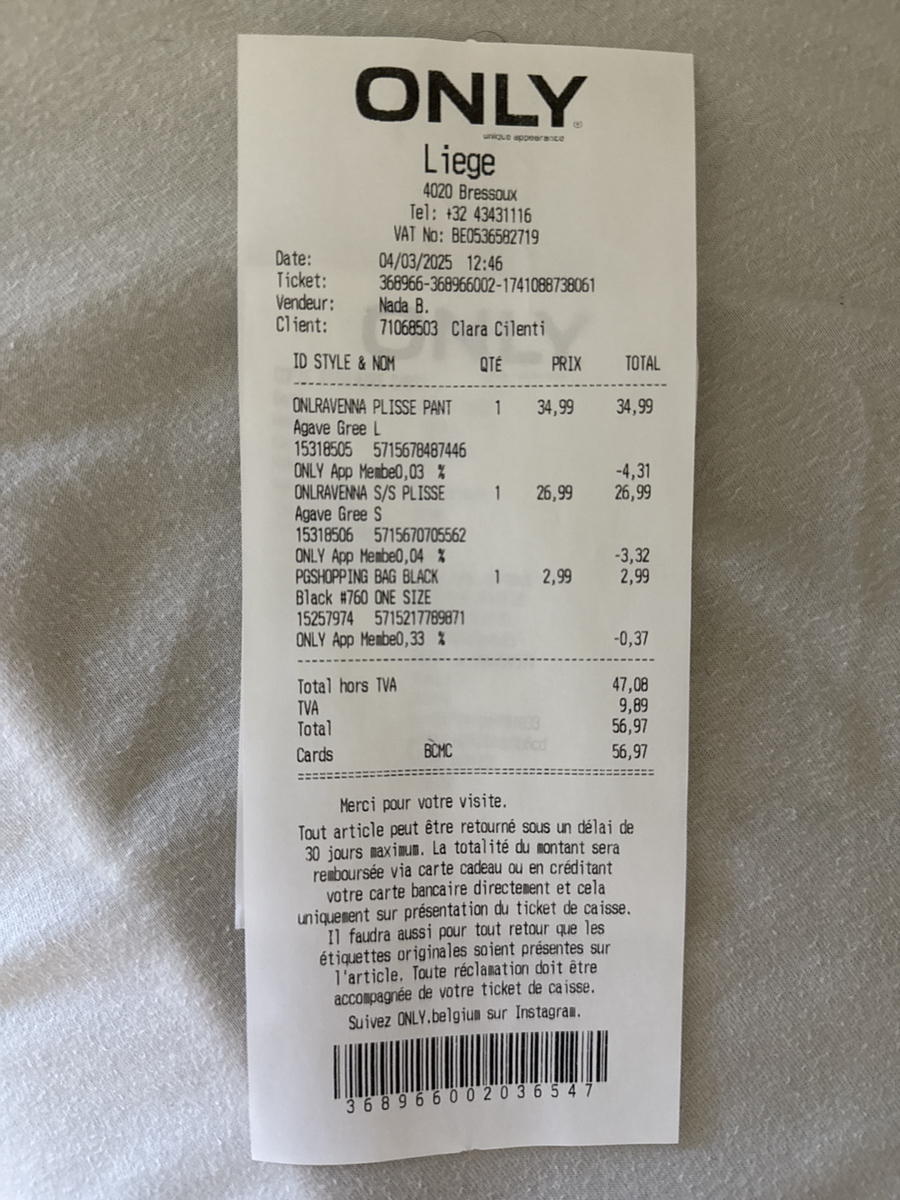 ONLY®
unique appearance
Liege
4020 Bressoux
Tel: +32 43431116
VAT No: BE0536582719
Date: 04/03/2025 12:46
Ticket: 368966-368966002-1741088738061
Vendeur: Nada B.
Client: 71068503 Clara Cilenti
ID STYLE & NOM QTÉ PRIX TOTAL
ONLRAVENNA PLISSE PANT 1 34,99 34,99
Agave Gree L
15318505 5715678487446
ONLY App Membe0,03 % -4,31
ONLRAVENNA S/S PLISSE 1 26,99 26,99
Agave Gree S
15318506 5715670705562
ONLY App Membe0,04 % -3,32
PGSHOPPING BAG BLACK 1 2,99 2,99
Black #760 ONE SIZE
15257974 5715217789871
ONLY App Membe0,33 % -0,37
Total hors TVA 47,08
TVA 9,89
Total 56,97
Cards BCMC 56,97
Merci pour votre visite.
Tout article peut être retourné sous un délai de
30 jours maximum. La totalité du montant sera
remboursée via carte cadeau ou en créditant
votre carte bancaire directement et cela
uniquement sur présentation du ticket de caisse.
Il faudra aussi pour tout retour que les
étiquettes originales soient présentes sur
l'article. Toute réclamation doit être
accompagnée de votre ticket de caisse.
Suivez ONLY.belgium sur Instagram.
368966002036547